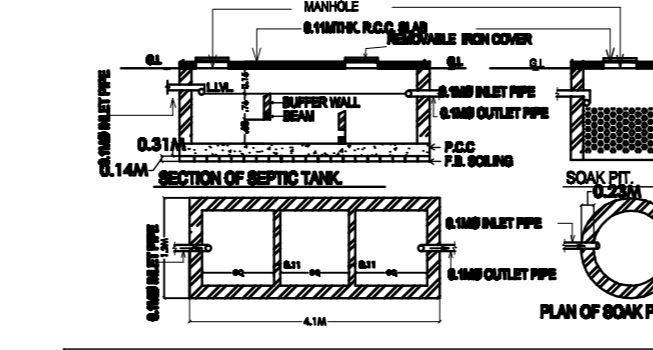 MANHOLE
0.11MTHK. R.C.C. SLAB
REMOVABLE IRON COVER
G.L
G.L
G.L
L.LVL.
0.1MØ INLET PIPE
0.1MØ INLET PIPE
BUFFER WALL
BEAM
0.1MØ OUTLET PIPE
0.31M
P.C.C
0.14M
F.B. SOILING
SECTION OF SEPTIC TANK.
SOAK PIT.
0.23M
0.1MØ INLET PIPE
0.1MØ INLET PIPE
0.11
0.11
0.1MØ OUTLET PIPE
4.1M
PLAN OF SOAK P